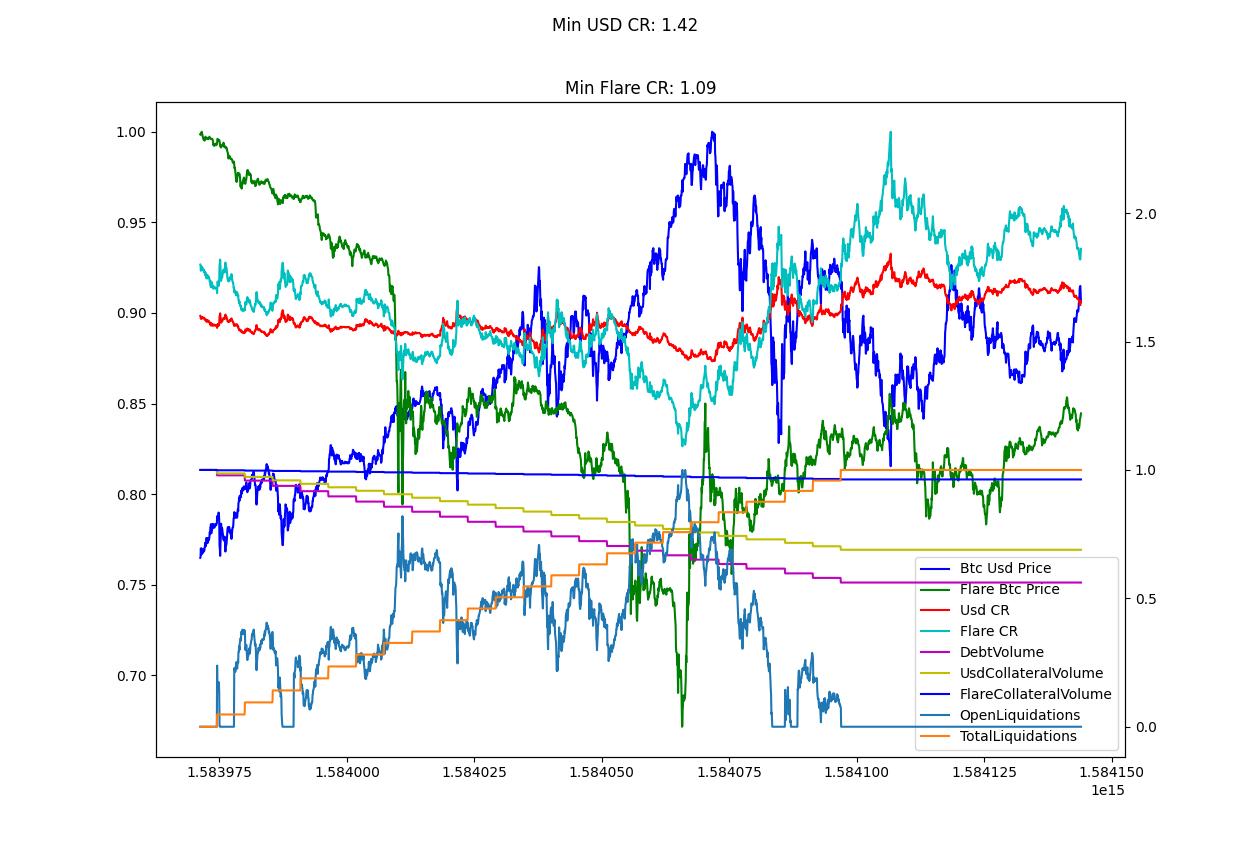 Min USD CR: 1.42
Min Flare CR: 1.09
1.00
0.95
0.90
0.85
0.80
0.75
0.70
2.0
1.5
1.0
0.5
0.0
Btc Usd Price
Flare Btc Price
Usd CR
Flare CR
DebtVolume
UsdCollateralVolume
FlareCollateralVolume
OpenLiquidations
TotalLiquidations
1.583975 1.584000 1.584025 1.584050 1.584075 1.584100 1.584125 1.584150
1e15